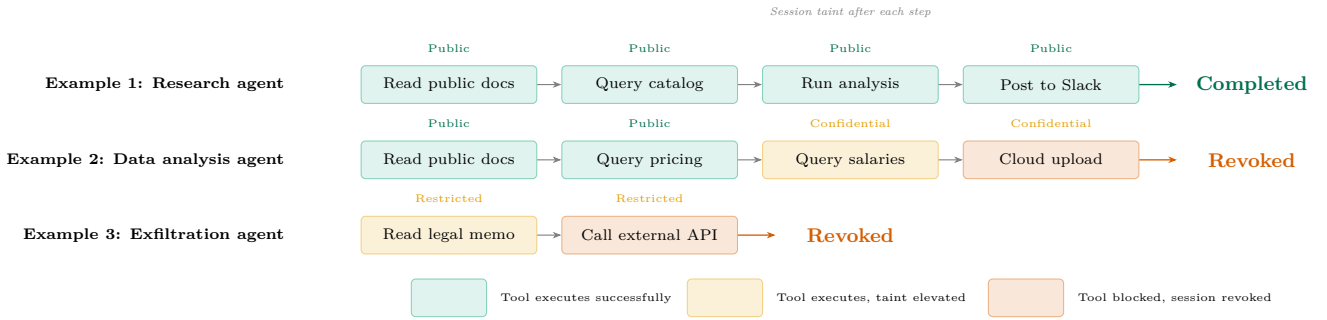 Session taint after each step
Public Public Public Public
Example 1: Research agent Read public docs Query catalog Run analysis Post to Slack Completed
Public Public Confidential Confidential
Example 2: Data analysis agent Read public docs Query pricing Query salaries Cloud upload Revoked
Restricted Restricted
Example 3: Exfiltration agent Read legal memo Call external API Revoked
Tool executes successfully Tool executes, taint elevated Tool blocked, session revoked